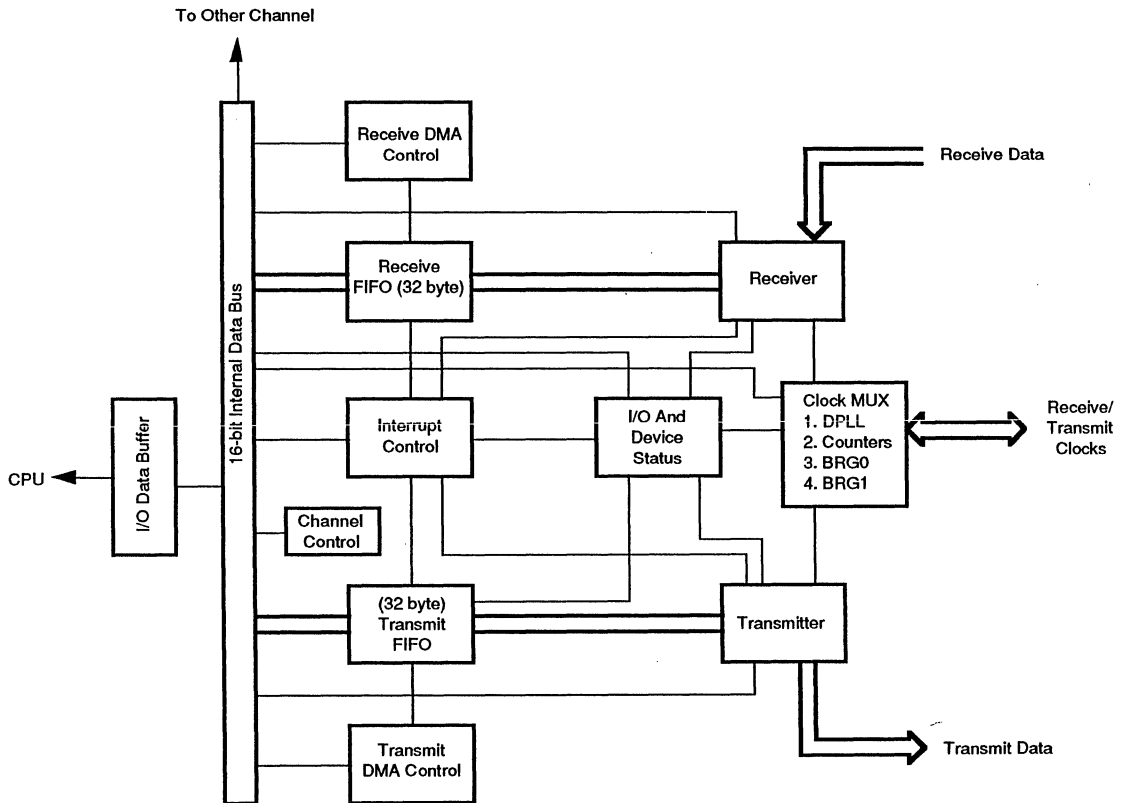 To Other Channel
Receive DMA
Control
Receive Data
Receive
FIFO (32 byte)
Receiver
16-bit Internal Data Bus
I/O Data Buffer
CPU
Interrupt
Control
I/O And
Device
Status
Clock MUX
1. DPLL
2. Counters
3. BRG0
4. BRG1
Receive/
Transmit
Clocks
Channel
Control
(32 byte)
Transmit
FIFO
Transmitter
Transmit
DMA Control
Transmit Data